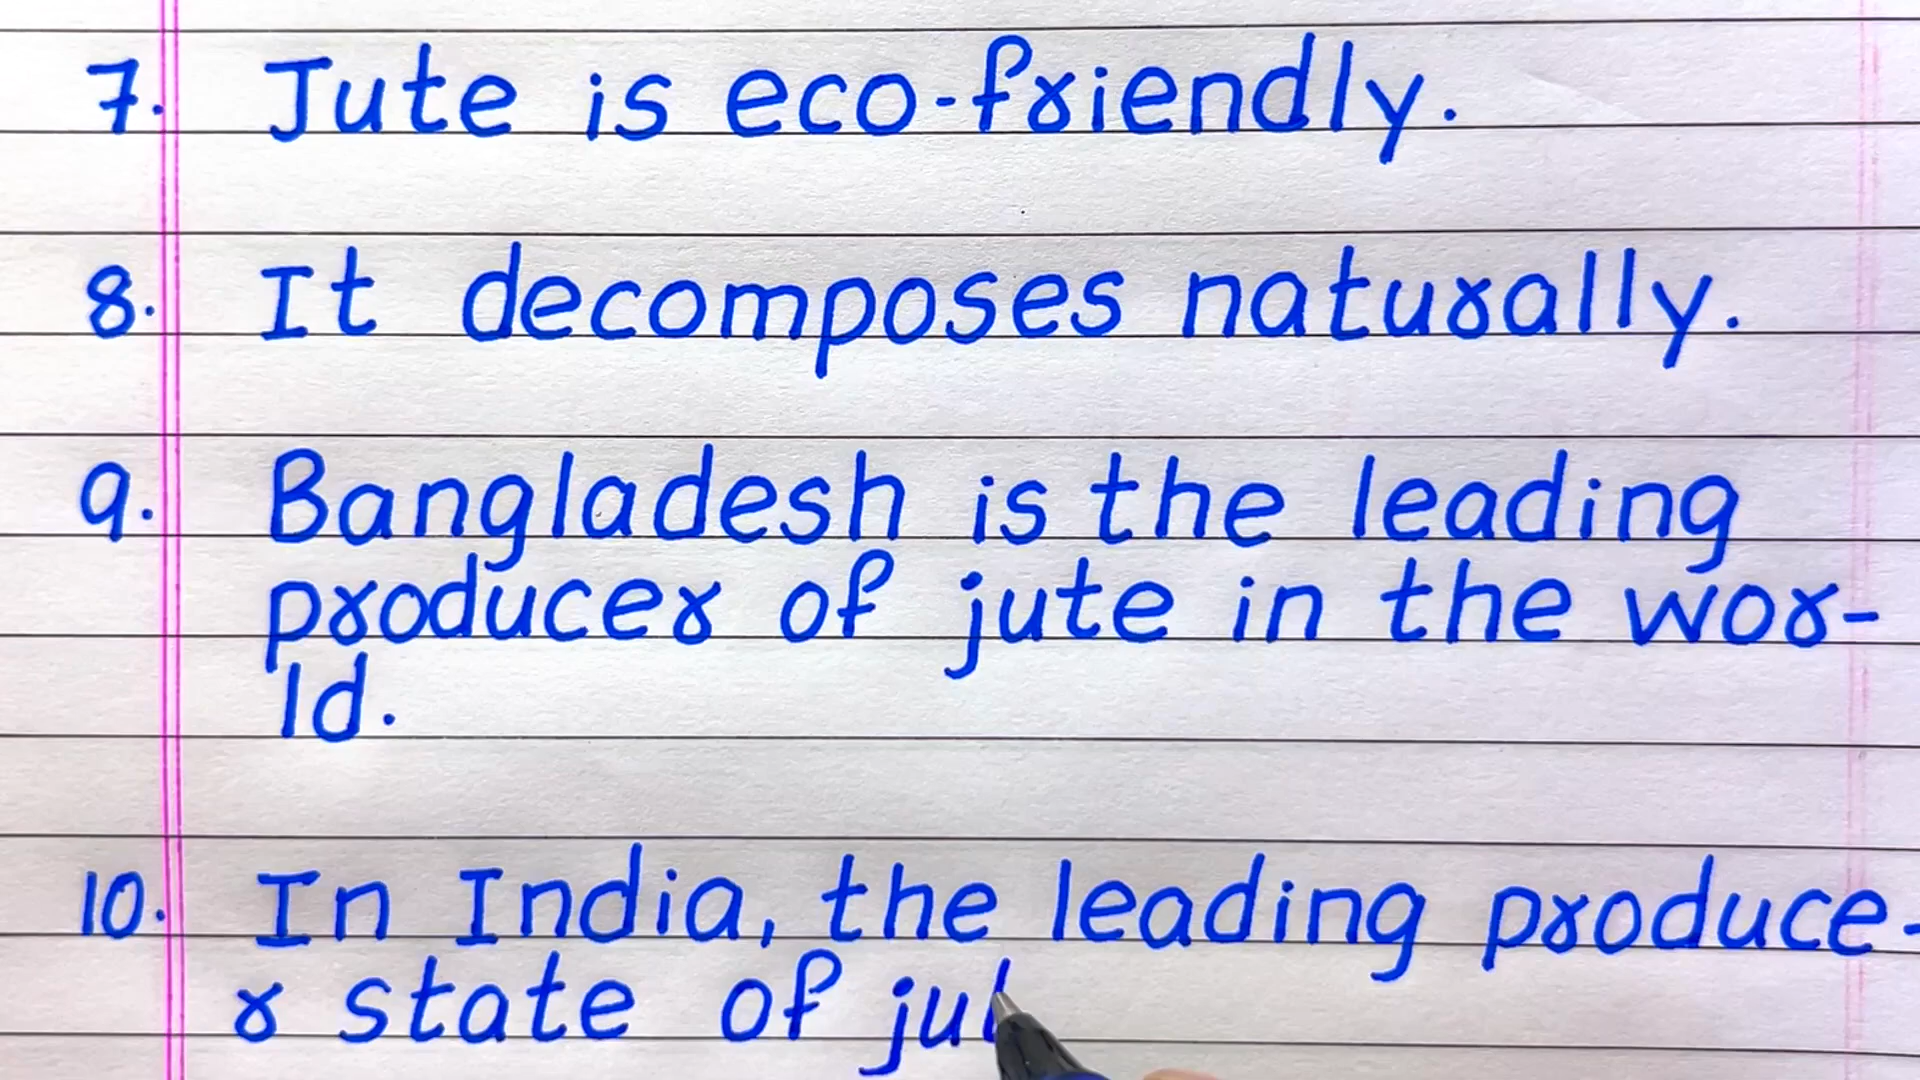 7. Jute is eco-friendly.
8. It decomposes naturally.
9. Bangladesh is the leading
producer of jute in the wor-
ld.
10. In India, the leading produce-
r state of